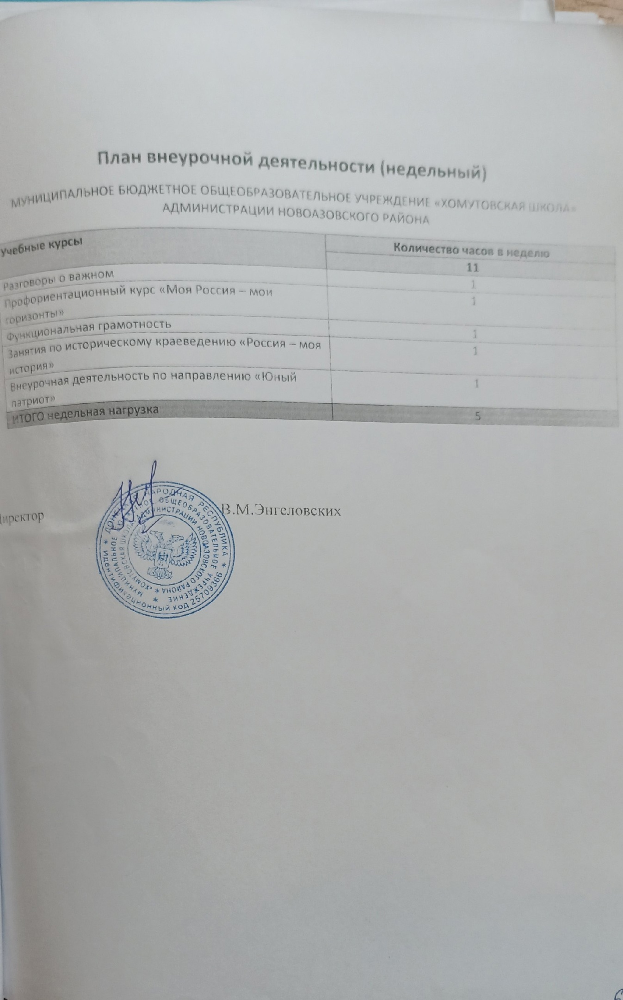 План внеурочной деятельности (недельный)
МУНИЦИПАЛЬНОЕ БЮДЖЕТНОЕ ОБЩЕОБРАЗОВАТЕЛЬНОЕ УЧРЕЖДЕНИЕ «ХОМУТОВСКАЯ ШКОЛА»
АДМИНИСТРАЦИИ НОВОАЗОВСКОГО РАЙОНА
Учебные курсы
Количество часов в неделю
11
Разговоры о важном 1
Профориентационный курс «Моя Россия – мои 1
горизонты»
Функциональная грамотность 1
Занятия по историческому краеведению «Россия – моя 1
история»
Внеурочная деятельность по направлению «Юный 1
патриот»
ИТОГО недельная нагрузка 5
Директор В.М.Энгеловских
* ДОНЕЦКАЯ НАРОДНАЯ РЕСПУБЛИКА *
идентификационный код 25709366
МУНИЦИПАЛЬНОЕ БЮДЖЕТНОЕ ОБЩЕОБРАЗОВАТЕЛЬНОЕ УЧРЕЖДЕНИЕ *
«ХОМУТОВСКАЯ ШКОЛА» АДМИНИСТРАЦИИ НОВОАЗОВСКОГО РАЙОНА *